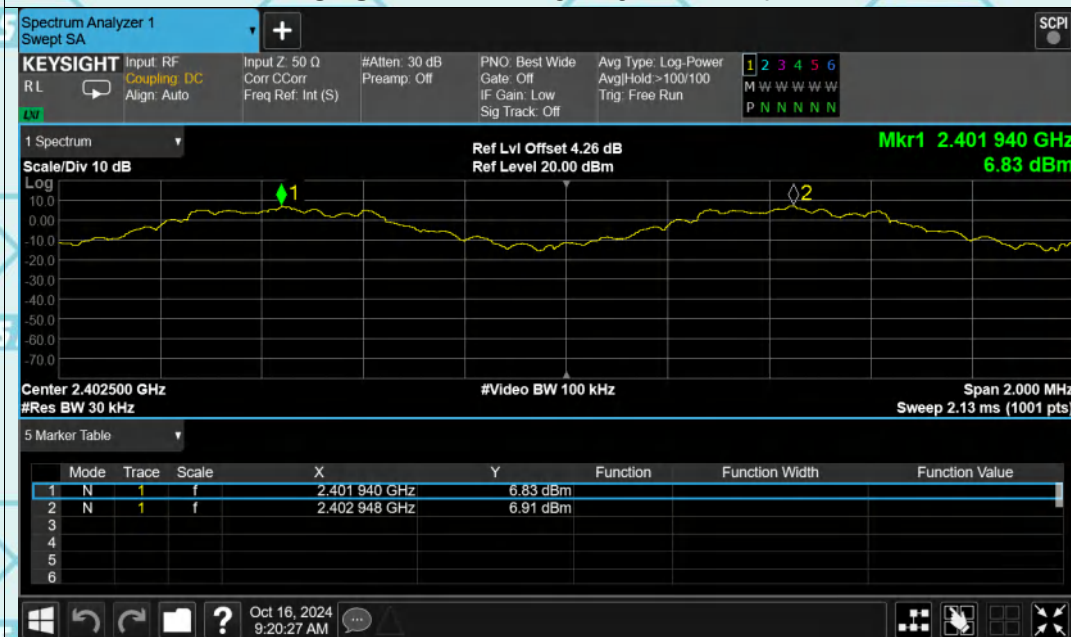 Spectrum Analyzer 1
Swept SA
+
SCPI
KEYSIGHT
RL
LXI
Input: RF
Coupling: DC
Align: Auto
Input Z: 50 Ω
Corr CCorr
Freq Ref: Int (S)
#Atten: 30 dB
Preamp: Off
PNO: Best Wide
Gate: Off
IF Gain: Low
Sig Track: Off
Avg Type: Log-Power
Avg|Hold:>100/100
Trig: Free Run
1 2 3 4 5 6
M W W W W W
P N N N N N
1 Spectrum
Scale/Div 10 dB
Ref Lvl Offset 4.26 dB
Ref Level 20.00 dBm
Mkr1 2.401 940 GHz
6.83 dBm
Log
10.0
0.00
-10.0
-20.0
-30.0
-40.0
-50.0
-60.0
-70.0
1
2
Center 2.402500 GHz
#Res BW 30 kHz
#Video BW 100 kHz
Span 2.000 MHz
Sweep 2.13 ms (1001 pts)
5 Marker Table
Mode Trace Scale X Y Function Function Width Function Value
1 N 1 f 2.401 940 GHz 6.83 dBm
2 N 1 f 2.402 948 GHz 6.91 dBm
3
4
5
6
?
Oct 16, 2024
9:20:27 AM